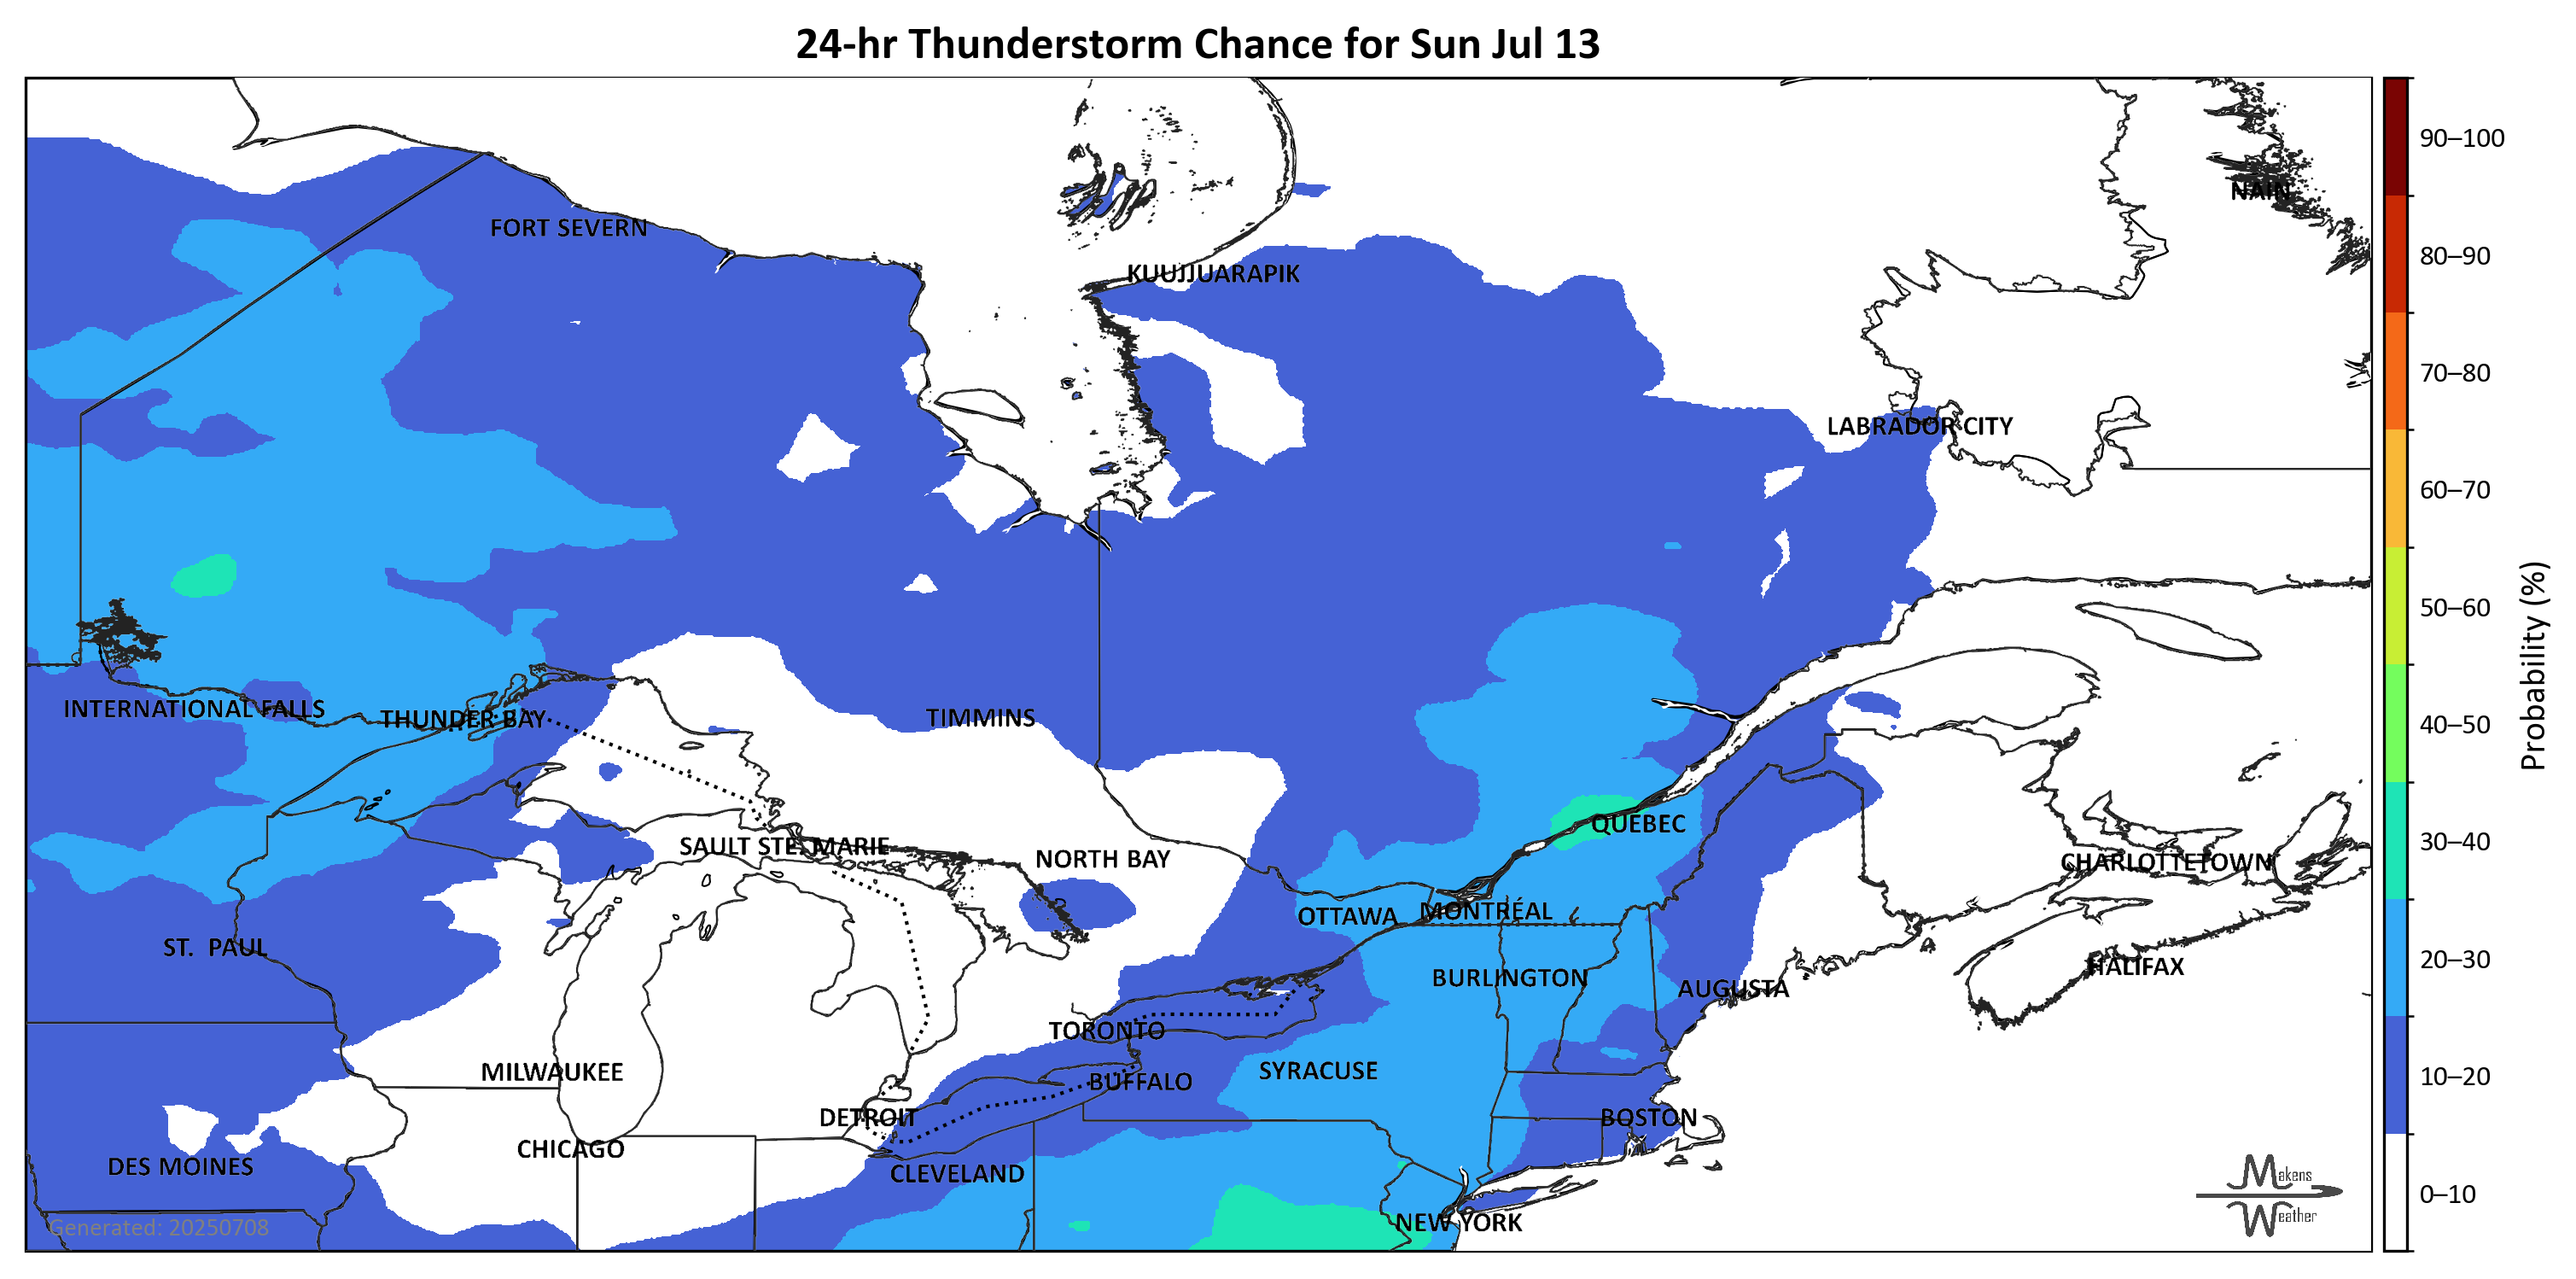 24-hr Thunderstorm Chance for Sun Jul 13
90–100
NAIN
FORT SEVERN
80–90
KUUJJUARAPIK
70–80
LABRADOR CITY
60–70
50–60
Probability (%)
INTERNATIONAL FALLS
THUNDER BAY
TIMMINS
40–50
QUEBEC
30–40
SAULT STE. MARIE
NORTH BAY
CHARLOTTETOWN
OTTAWA
MONTRÉAL
ST. PAUL
20–30
HALIFAX
BURLINGTON
AUGUSTA
TORONTO
MILWAUKEE
SYRACUSE
BUFFALO
10–20
DETROIT
BOSTON
CHICAGO
DES MOINES
CLEVELAND
Makens
Weather
0–10
NEW YORK
Generated: 20250708